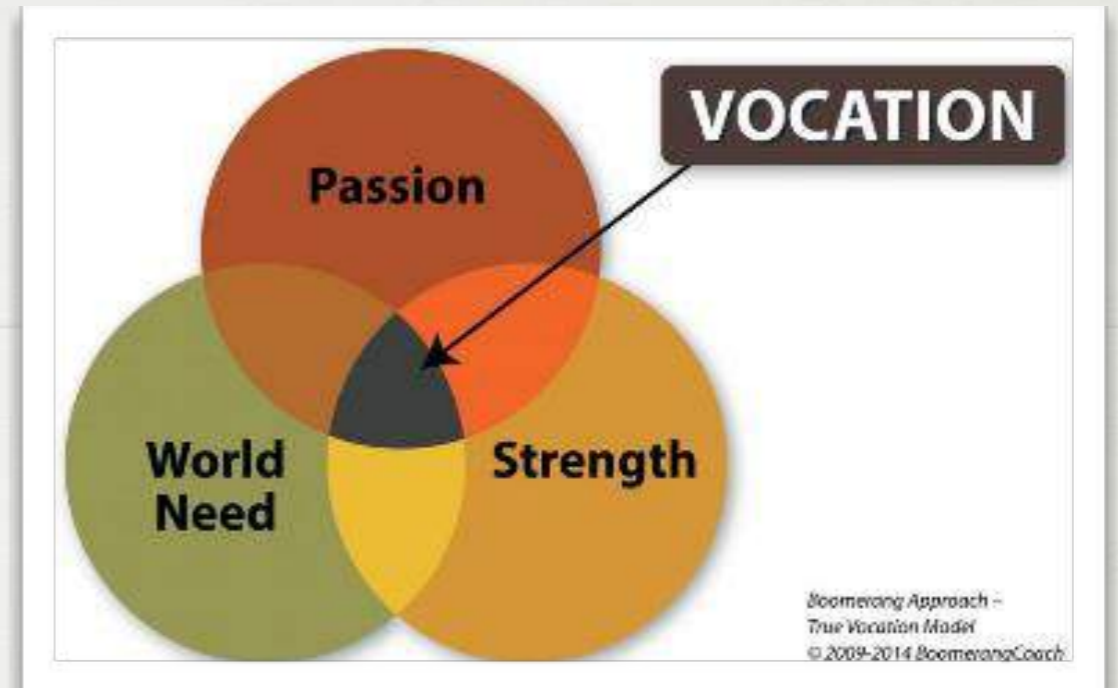 VOCATION
Passion
World
Need
Strength
Boomerang Approach –
True Vocation Model
© 2009-2014 BoomerangCoach